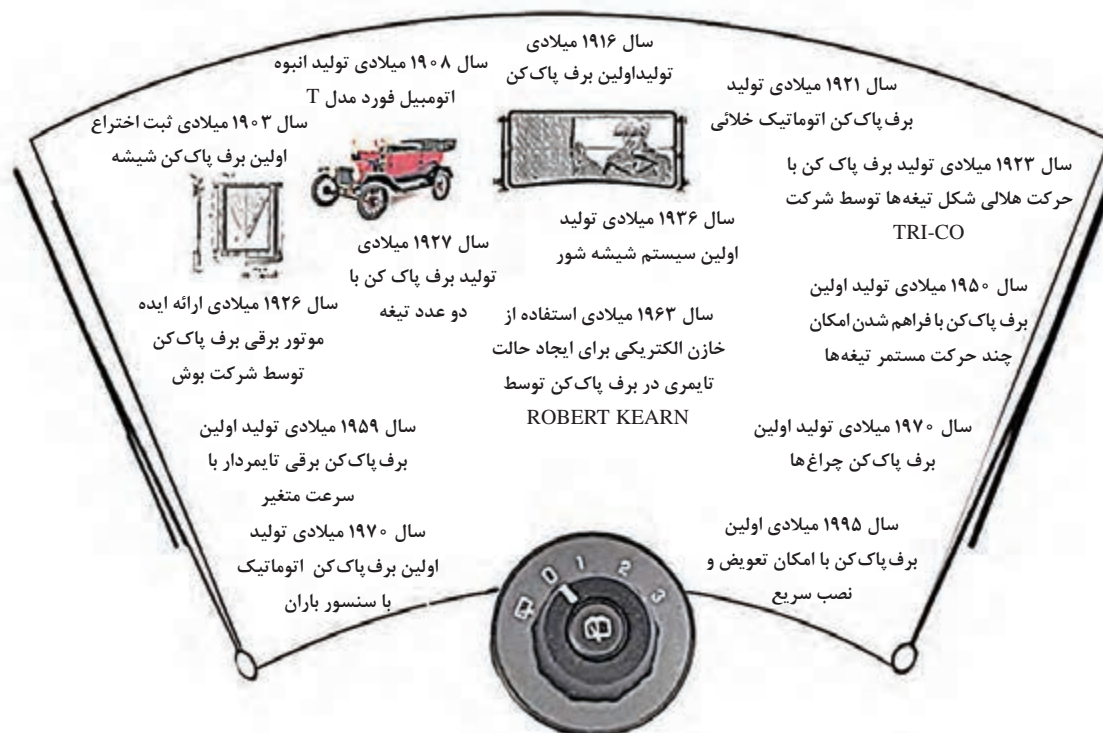 سال ۱۹۱۶ میلادی
تولیداولین برف پاک‌کن
سال ۱۹۰۸ میلادی تولید انبوه
اتومبیل فورد مدل T
سال ۱۹۲۱ میلادی تولید
برف‌پاک‌کن اتوماتیک خلائی
سال ۱۹۰۳ میلادی ثبت اختراع
اولین برف پاک‌کن شیشه
سال ۱۹۲۳ میلادی تولید برف پاک کن با
حرکت هلالی شکل تیغه‌ها توسط شرکت
TRI-CO
سال ۱۹۳۶ میلادی تولید
اولین سیستم شیشه شور
سال ۱۹۲۷ میلادی
تولید برف پاک کن با
دو عدد تیغه
سال ۱۹۵۰ میلادی تولید اولین
برف پاک‌کن با فراهم شدن امکان
چند حرکت مستمر تیغه‌ها
سال ۱۹۲۶ میلادی ارائه ایده
موتور برقی برف پاک‌کن
توسط شرکت بوش
سال ۱۹۶۳ میلادی استفاده از
خازن الکتریکی برای ایجاد حالت
تایمری در برف پاک‌کن توسط
ROBERT KEARN
سال ۱۹۵۹ میلادی تولید اولین
برف‌پاک‌کن برقی تایمردار با
سرعت متغیر
سال ۱۹۷۰ میلادی تولید اولین
برف پاک‌کن چراغ‌ها
سال ۱۹۷۰ میلادی تولید
اولین برف‌پاک‌کن اتوماتیک
با سنسور باران
سال ۱۹۹۵ میلادی اولین
برف‌پاک‌کن با امکان تعویض و
نصب سریع
0 1 2 3